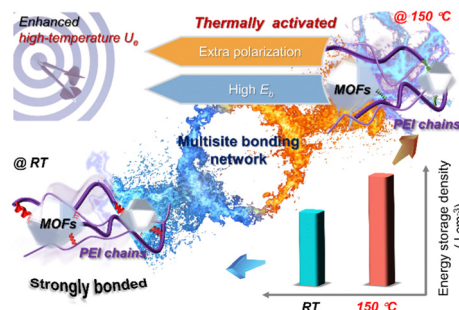 Enhanced
high-temperature Ue
Thermally activated
@ 150 ℃
Extra polarization
High Eb
MOFs
PEI chains
Multisite bonding
network
@ RT
MOFs
PEI chains
Strongly bonded
Energy storage density
(J cm³)
RT
150 ℃